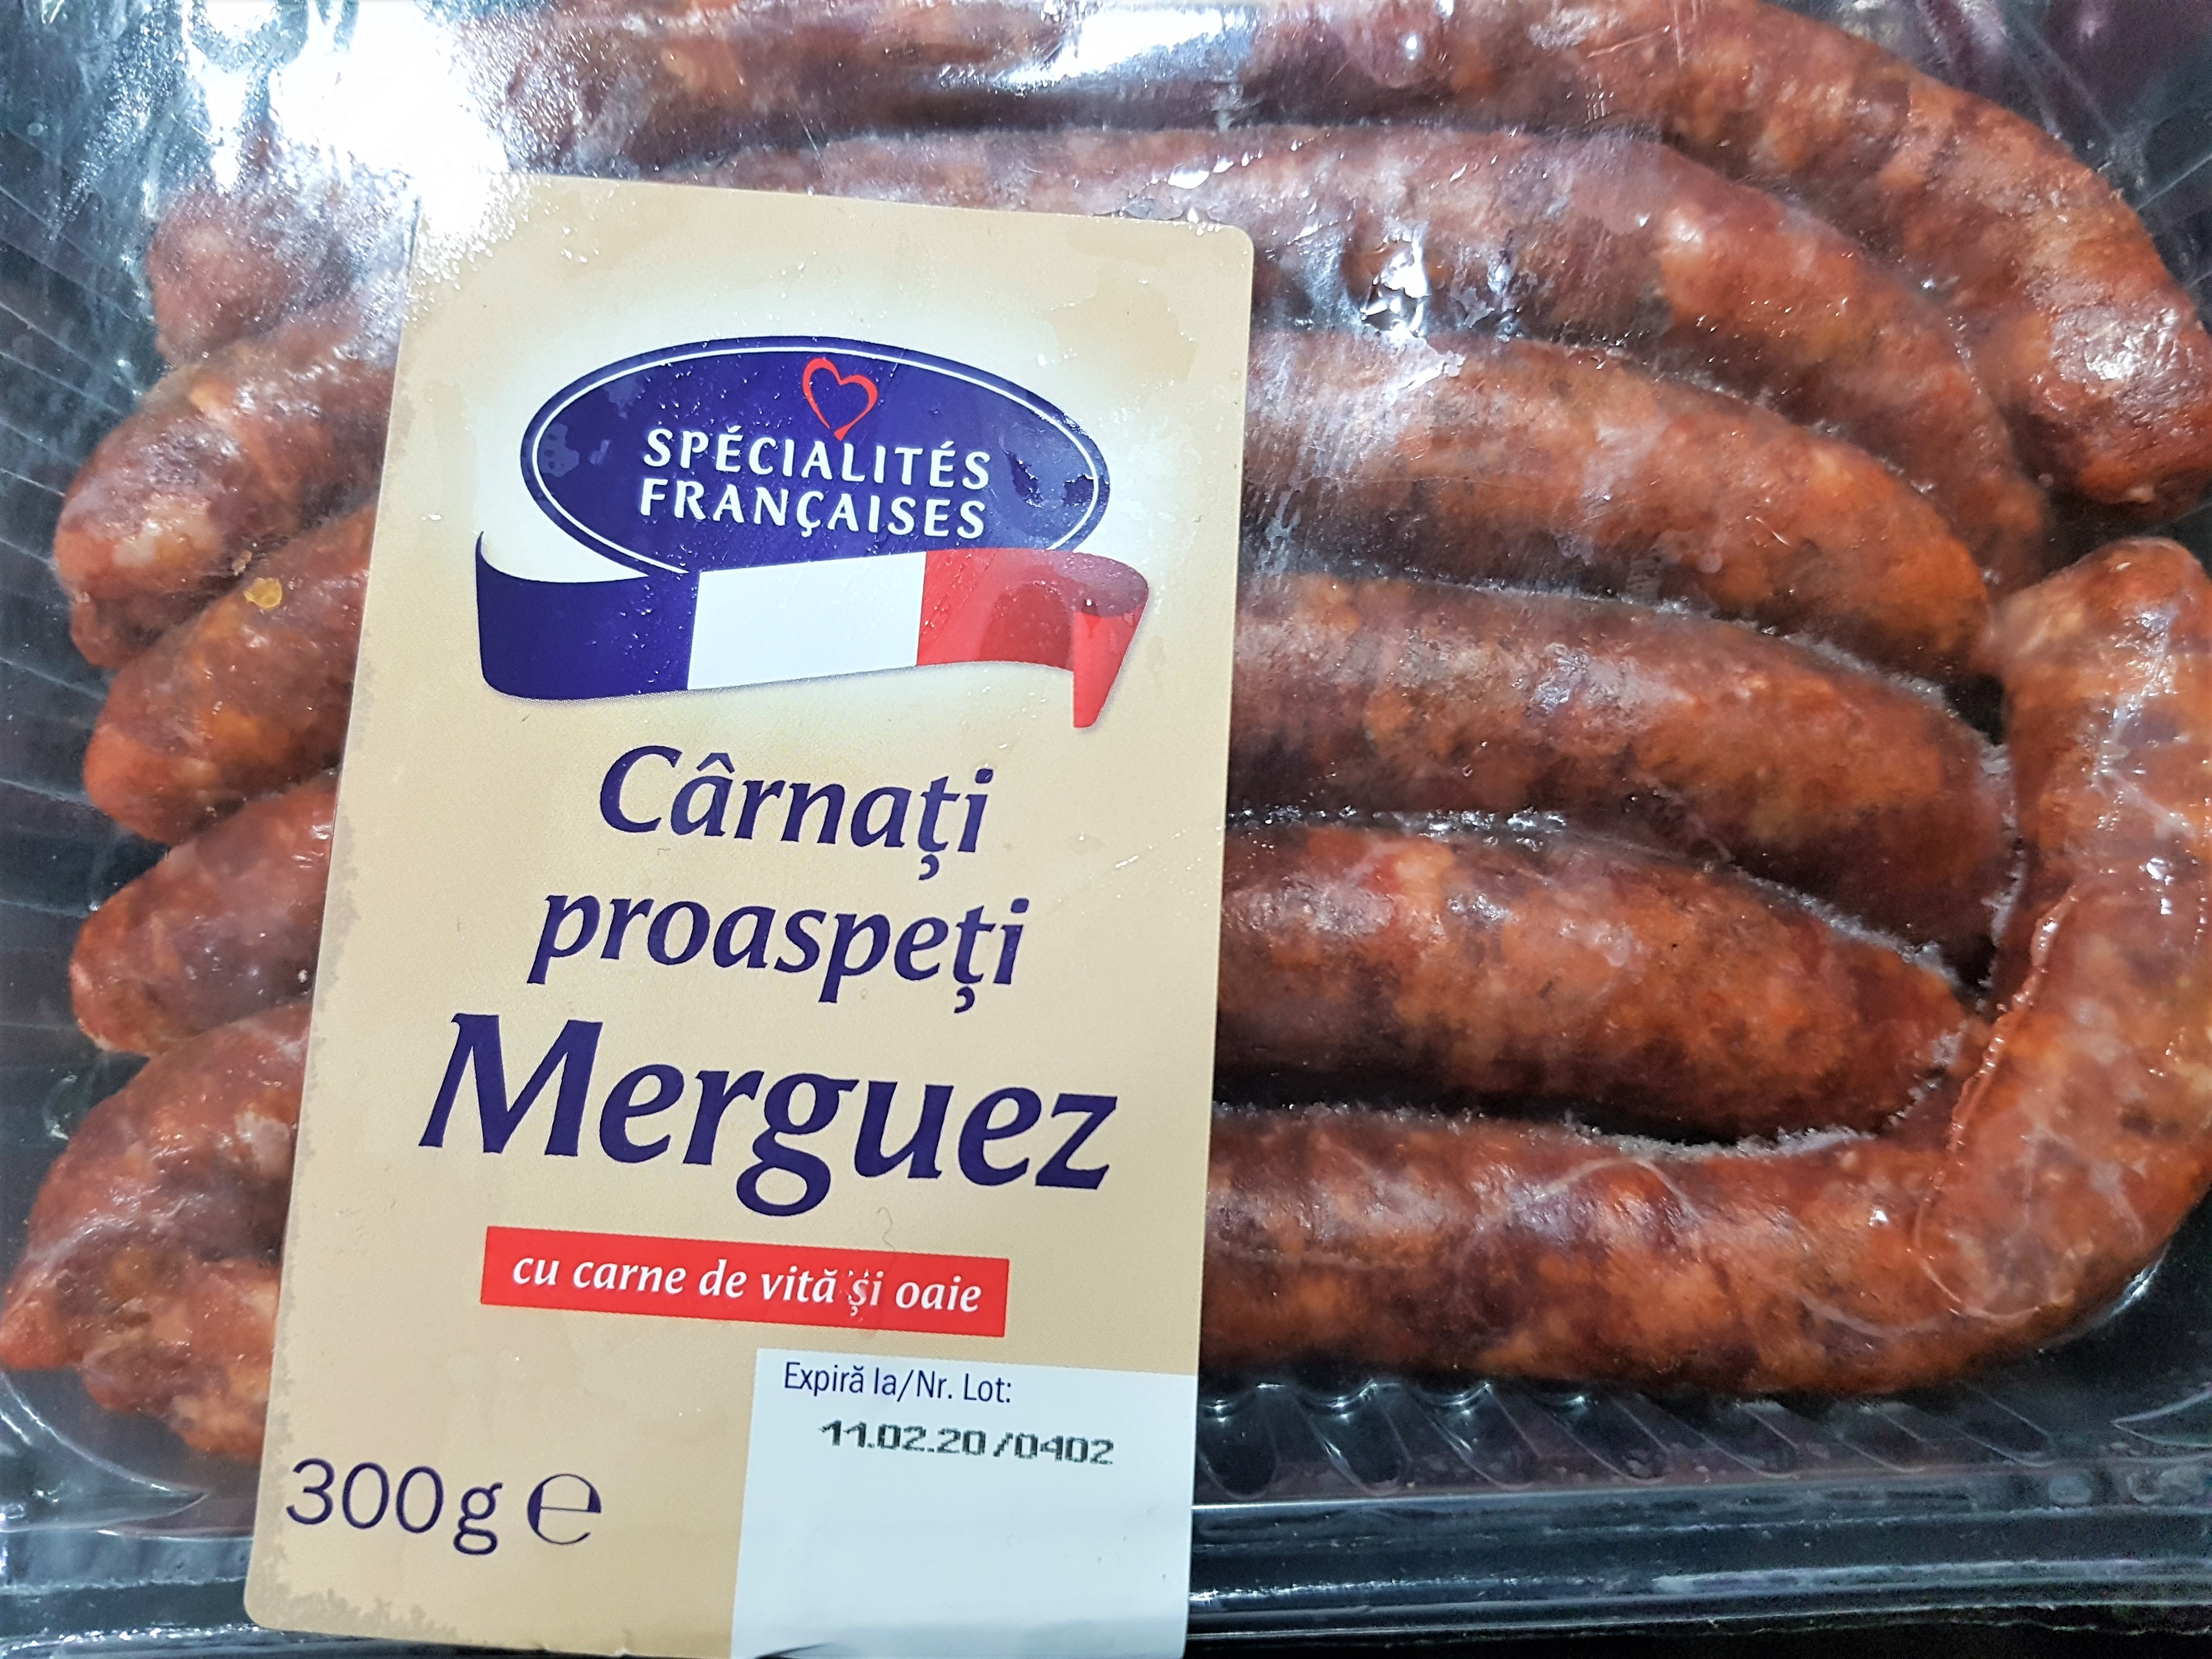 SPÉCIALITÉS
FRANÇAISES
Cârnați
proaspeți
Merguez
cu carne de vită și oaie
Expiră la/Nr. Lot:
11.02.20/0402
300g ℮